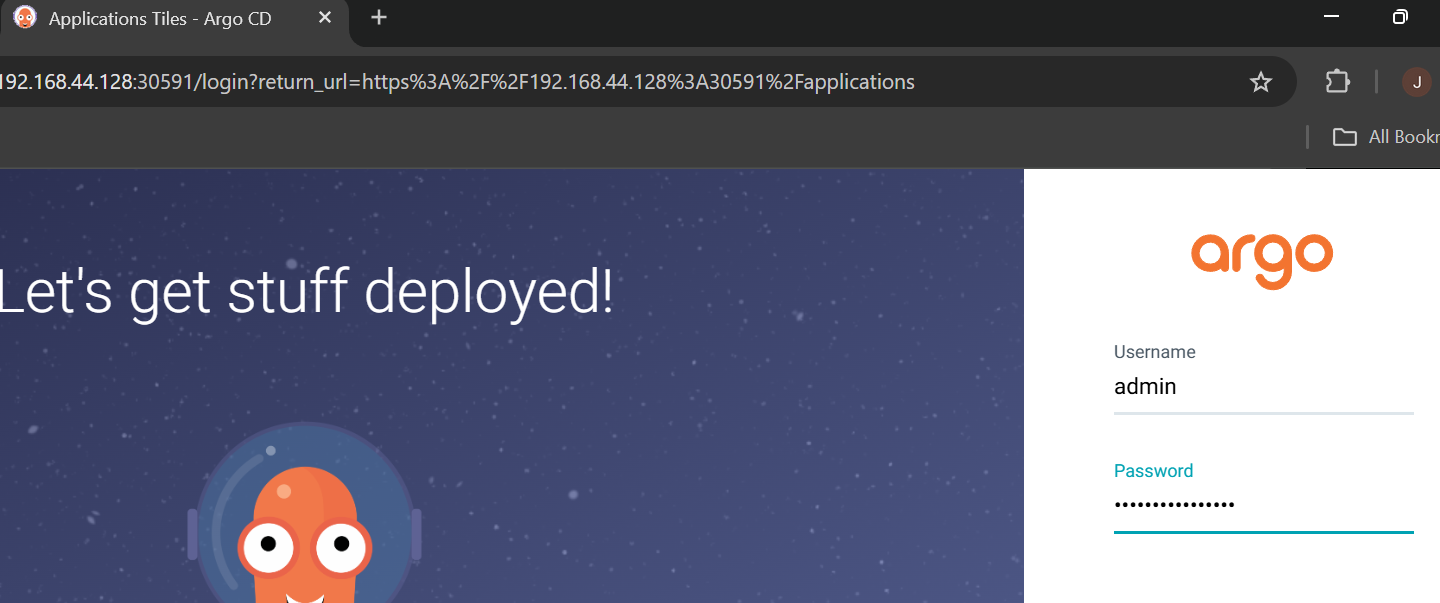 Applications Tiles - Argo CD
192.168.44.128:30591/login?return_url=https%3A%2F%2F192.168.44.128%3A30591%2Fapplications
J
All Bookr
Let's get stuff deployed!
argo
Username
admin
Password
••••••••••••••••